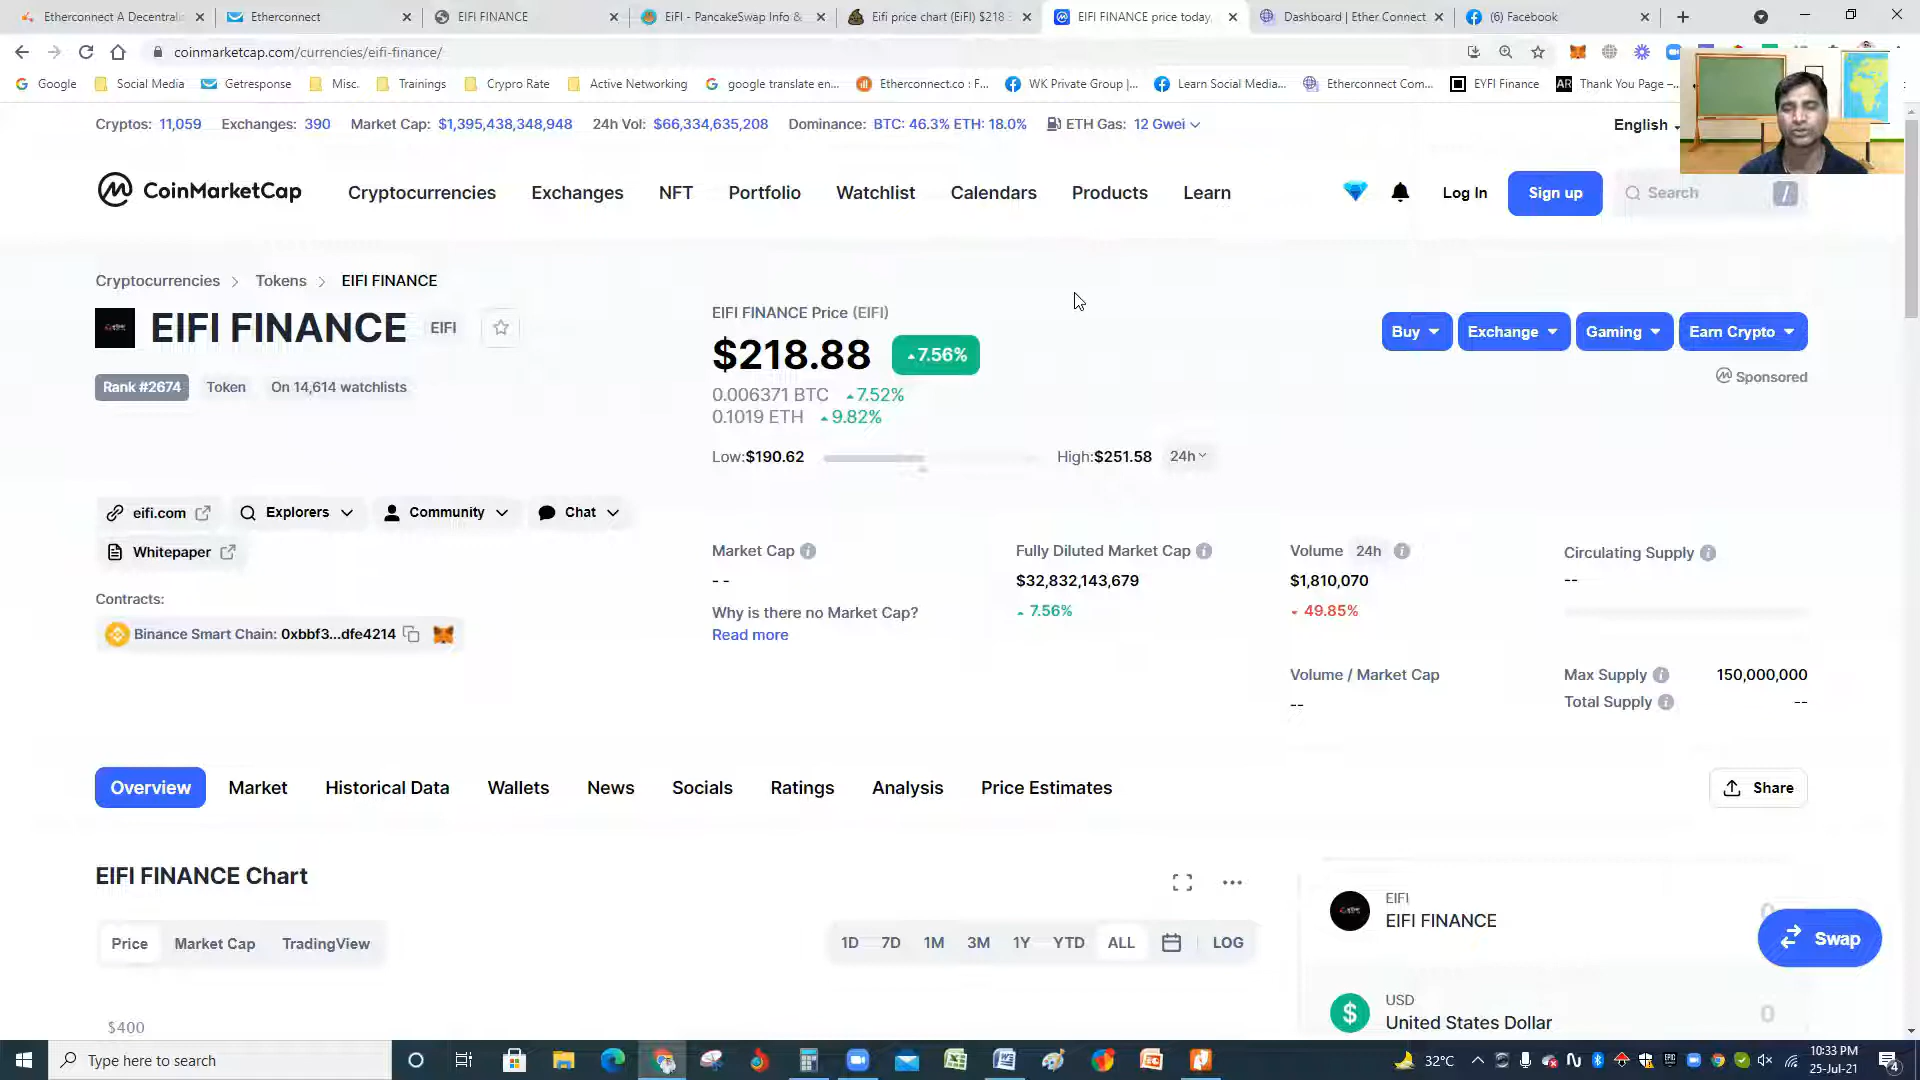 Etherconnect A Decentrali
Etherconnect
EIFI FINANCE
EiFI - PancakeSwap Info &
Eifi price chart (EiFI) $218
EIFI FINANCE price today,
Dashboard | Ether Connect
(6) Facebook
coinmarketcap.com/currencies/eifi-finance/
Google
Social Media
Getresponse
Misc.
Trainings
Crypro Rate
Active Networking
google translate en...
Etherconnect.co : F...
WK Private Group |...
Learn Social Media...
Etherconnect Com...
EYFI Finance
AR Thank You Page –...
Cryptos: 11,059 Exchanges: 390 Market Cap: $1,395,438,348,948 24h Vol: $66,334,635,208 Dominance: BTC: 46.3% ETH: 18.0% ETH Gas: 12 Gwei
English
CoinMarketCap
Cryptocurrencies Exchanges NFT Portfolio Watchlist Calendars Products Learn
Log In
Sign up
Search /
Cryptocurrencies > Tokens > EIFI FINANCE
EIFI FINANCE EIFI
Rank #2674 Token On 14,614 watchlists
EIFI FINANCE Price (EIFI)
$218.88 7.56%
0.006371 BTC 7.52%
0.1019 ETH 9.82%
Low:$190.62 High:$251.58 24h
Buy Exchange Gaming Earn Crypto
Sponsored
eifi.com Explorers Community Chat
Whitepaper
Contracts:
Binance Smart Chain: 0xbbf3...dfe4214
Market Cap
- -
Why is there no Market Cap?
Read more
Fully Diluted Market Cap
$32,832,143,679
7.56%
Volume 24h
$1,810,070
49.85%
Volume / Market Cap
--
Circulating Supply
--
Max Supply 150,000,000
Total Supply --
Overview Market Historical Data Wallets News Socials Ratings Analysis Price Estimates
Share
EIFI FINANCE Chart
Price Market Cap TradingView
1D 7D 1M 3M 1Y YTD ALL LOG
$400
EIFI
EIFI FINANCE
0
Swap
USD
United States Dollar
0
Type here to search
32°C
10:33 PM
25-Jul-21
4